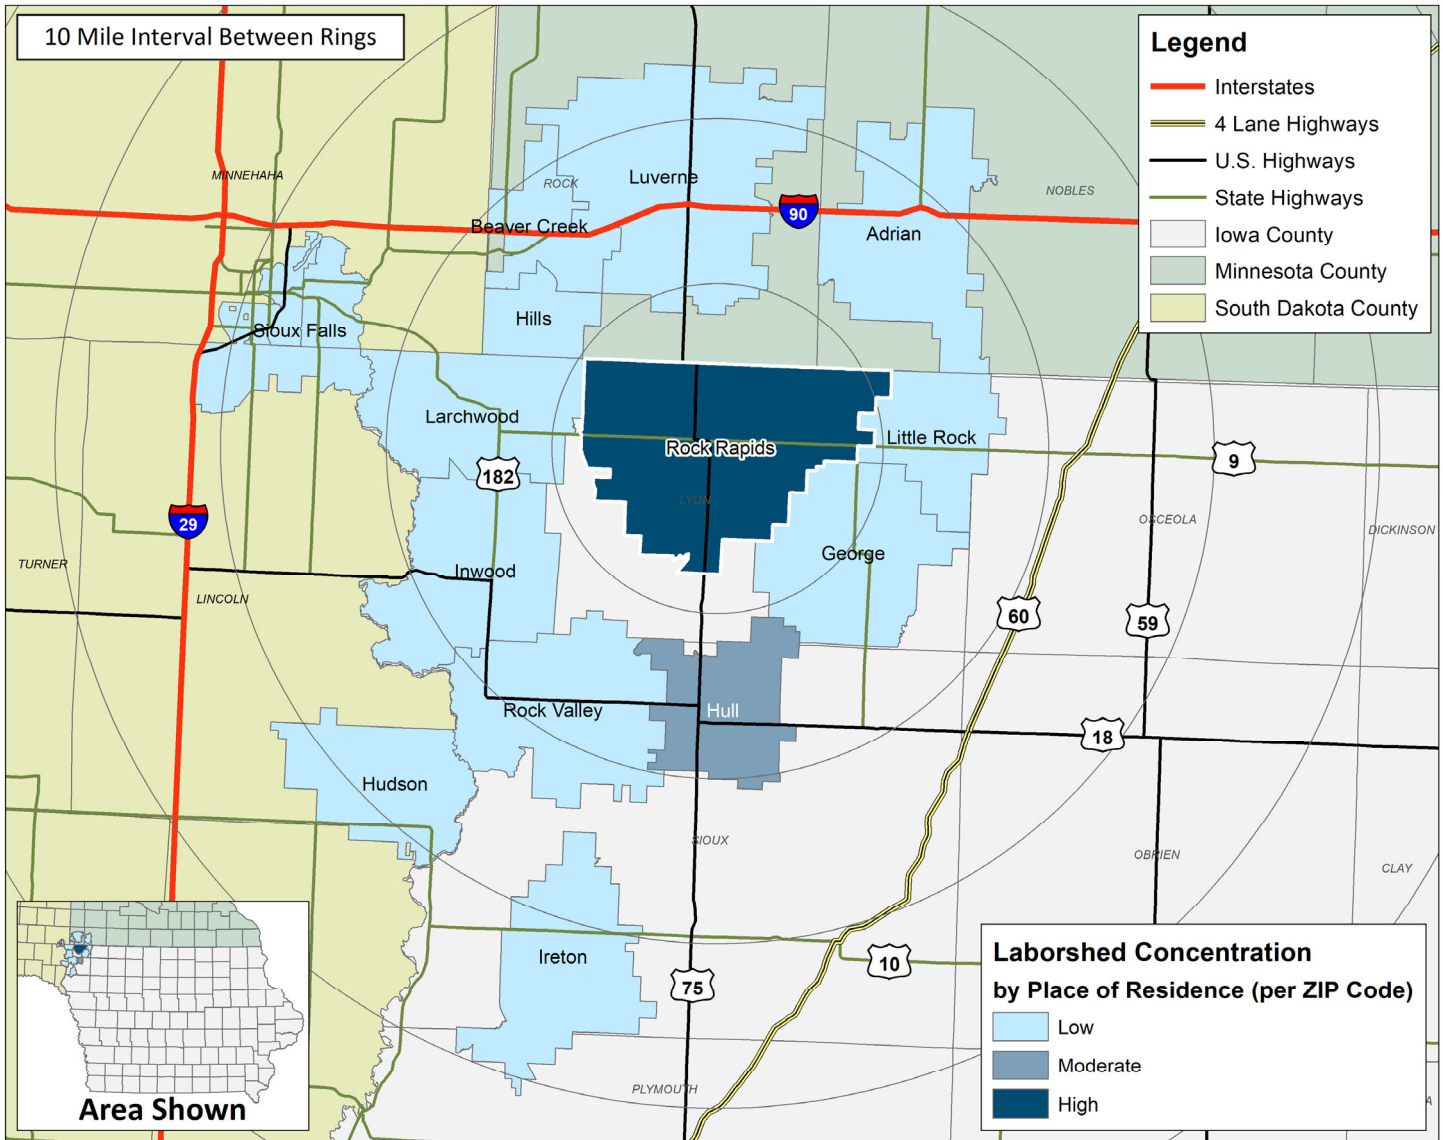 10 Mile Interval Between Rings
Legend
Interstates
4 Lane Highways
U.S. Highways
State Highways
Iowa County
Minnesota County
South Dakota County
MINNEHAHA
ROCK
Luverne
NOBLES
90
Beaver Creek
Adrian
Hills
Sioux Falls
Larchwood
Little Rock
Rock Rapids
9
182
LYON
29
OSCEOLA
DICKINSON
George
TURNER
Inwood
LINCOLN
60
59
Rock Valley
Hull
18
Hudson
SIOUX
OBRIEN
CLAY
Ireton
10
75
PLYMOUTH
A
Area Shown
Laborshed Concentration
by Place of Residence (per ZIP Code)
Low
Moderate
High